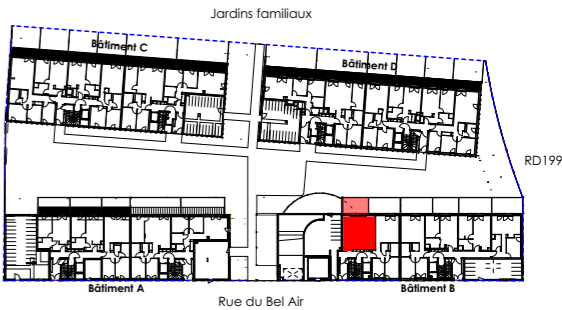 Jardins familiaux
Bâtiment C
Bâtiment D
RD199
Bâtiment A
Bâtiment B
Rue du Bel Air